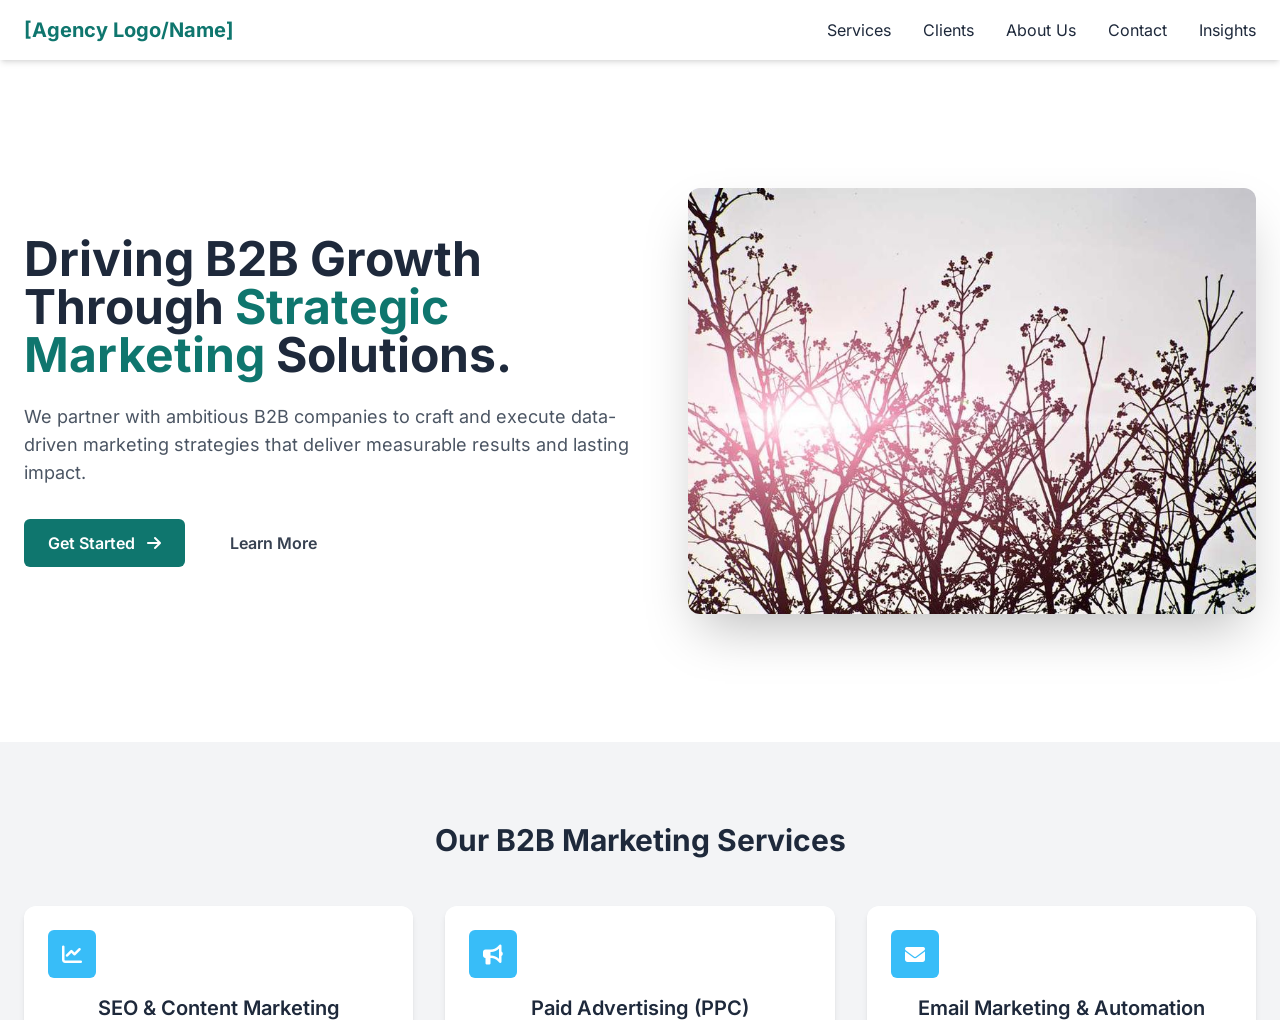 [Agency Logo/Name]
Services
Clients
About Us
Contact
Insights
Driving B2B Growth
Through Strategic
Marketing Solutions.
We partner with ambitious B2B companies to craft and execute data-
driven marketing strategies that deliver measurable results and lasting
impact.
Get Started
Learn More
Our B2B Marketing Services
SEO & Content Marketing
Paid Advertising (PPC)
Email Marketing & Automation